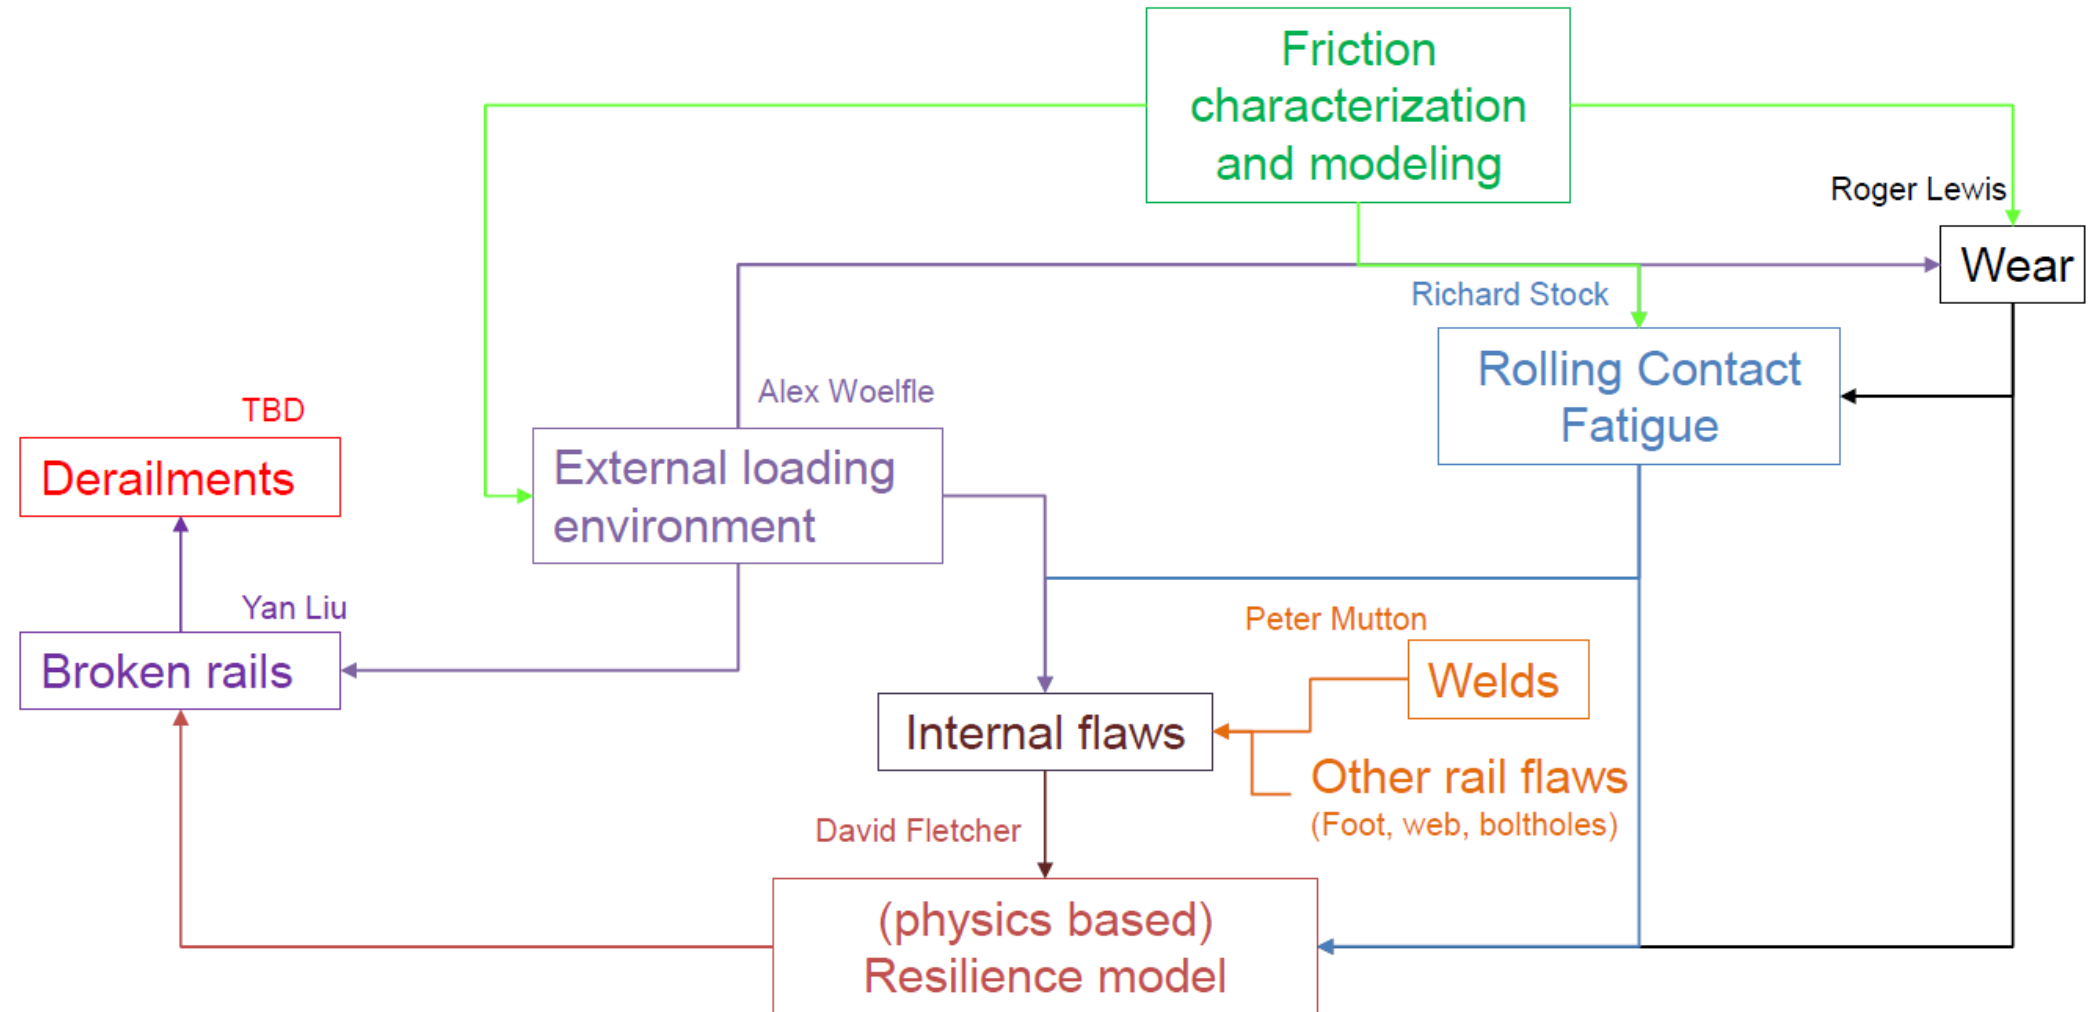 Friction
characterization
and modeling
Roger Lewis
Wear
Richard Stock
Rolling Contact
Fatigue
Alex Woelfle
External loading
environment
TBD
Derailments
Yan Liu
Broken rails
Peter Mutton
Welds
Internal flaws
Other rail flaws
(Foot, web, boltholes)
David Fletcher
(physics based)
Resilience model